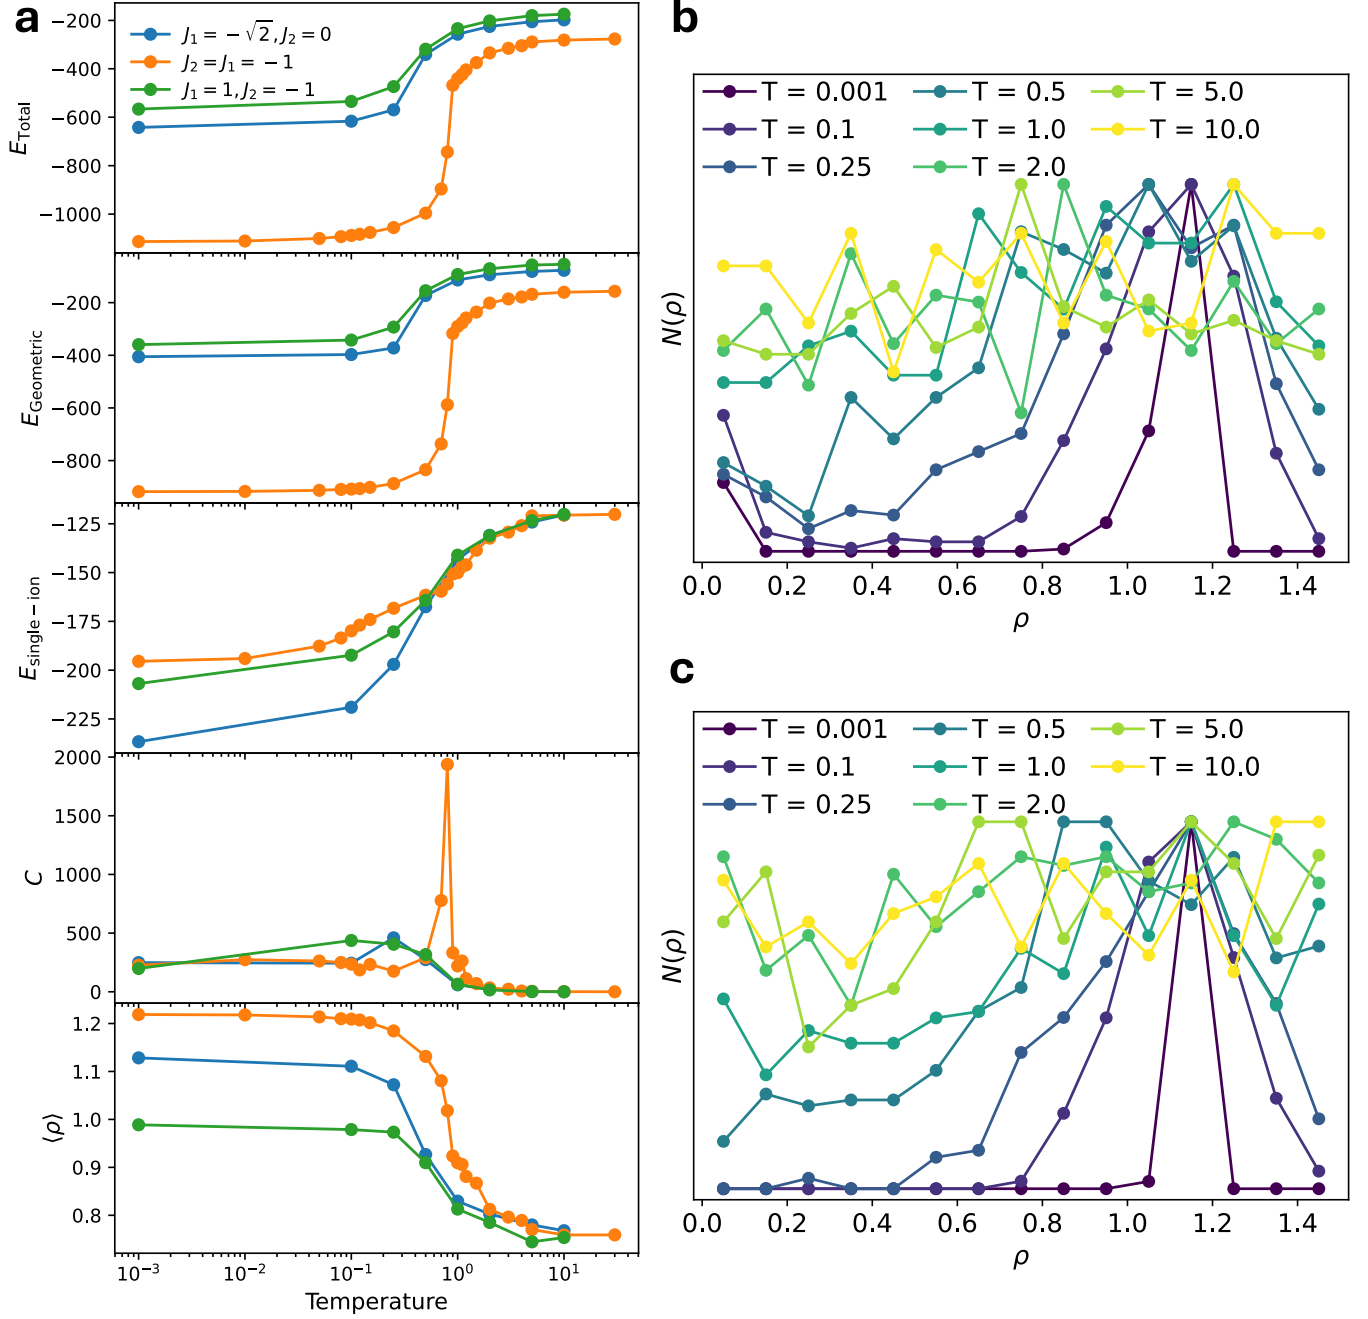 a
−200
−400
−600
−800
−1000
E_Total
J₁ = −√2, J₂ = 0
J₂ = J₁ = −1
J₁ = 1, J₂ = −1
−200
−400
−600
−800
E_Geometric
−125
−150
−175
−200
−225
E_single−ion
2000
1500
1000
500
0
C
1.2
1.1
1.0
0.9
0.8
⟨ρ⟩
10⁻³ 10⁻² 10⁻¹ 10⁰ 10¹
Temperature
b
T = 0.001 T = 0.5 T = 5.0
T = 0.1 T = 1.0 T = 10.0
T = 0.25 T = 2.0
N(ρ)
0.0 0.2 0.4 0.6 0.8 1.0 1.2 1.4
ρ
c
T = 0.001 T = 0.5 T = 5.0
T = 0.1 T = 1.0 T = 10.0
T = 0.25 T = 2.0
N(ρ)
0.0 0.2 0.4 0.6 0.8 1.0 1.2 1.4
ρ